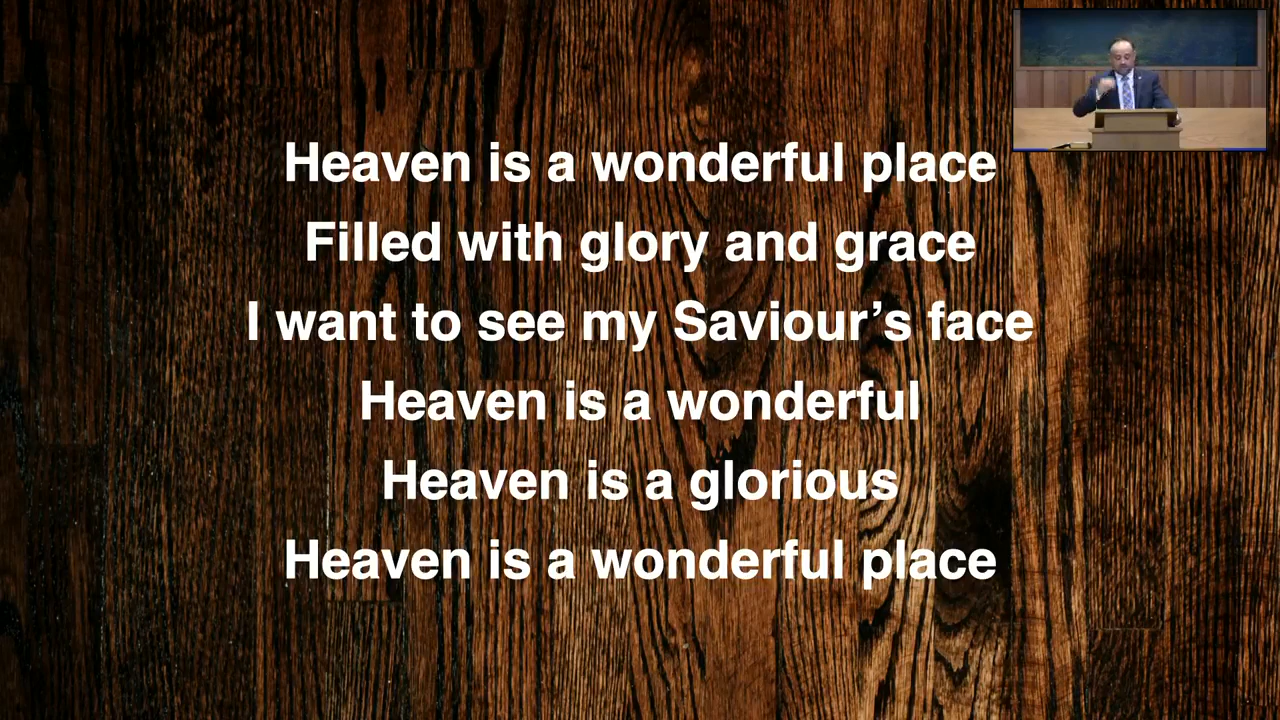 Heaven is a wonderful place
Filled with glory and grace
I want to see my Saviour’s face
Heaven is a wonderful
Heaven is a glorious
Heaven is a wonderful place